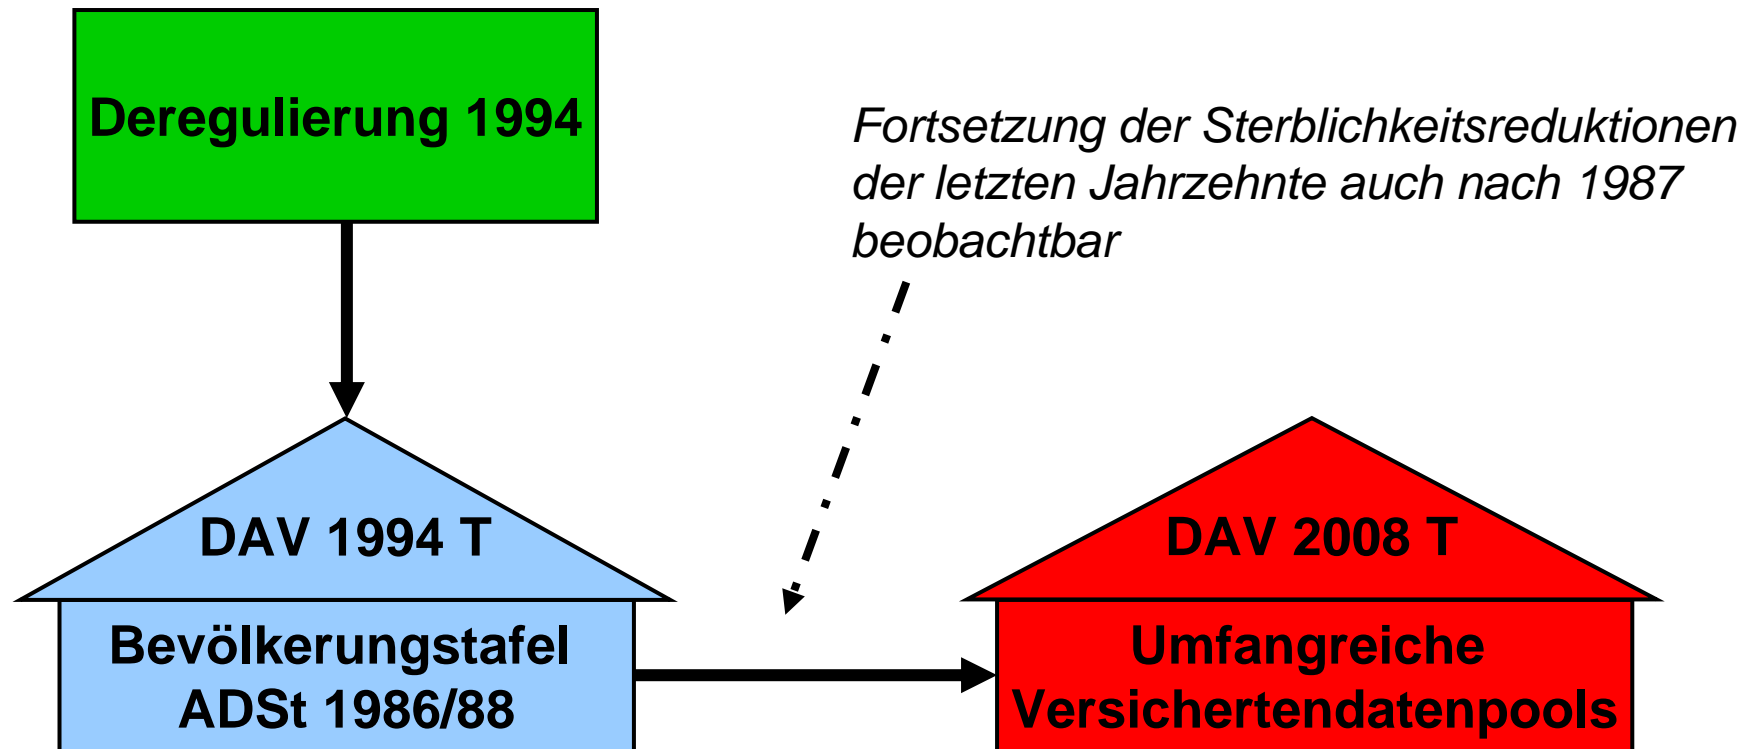 Deregulierung 1994
Fortsetzung der Sterblichkeitsreduktionen
der letzten Jahrzehnte auch nach 1987
beobachtbar
DAV 1994 T
Bevölkerungstafel
ADSt 1986/88
DAV 2008 T
Umfangreiche
Versichertendatenpools